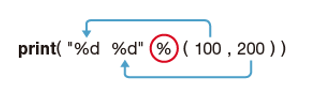 print( "%d %d" % ( 100 , 200 ) )